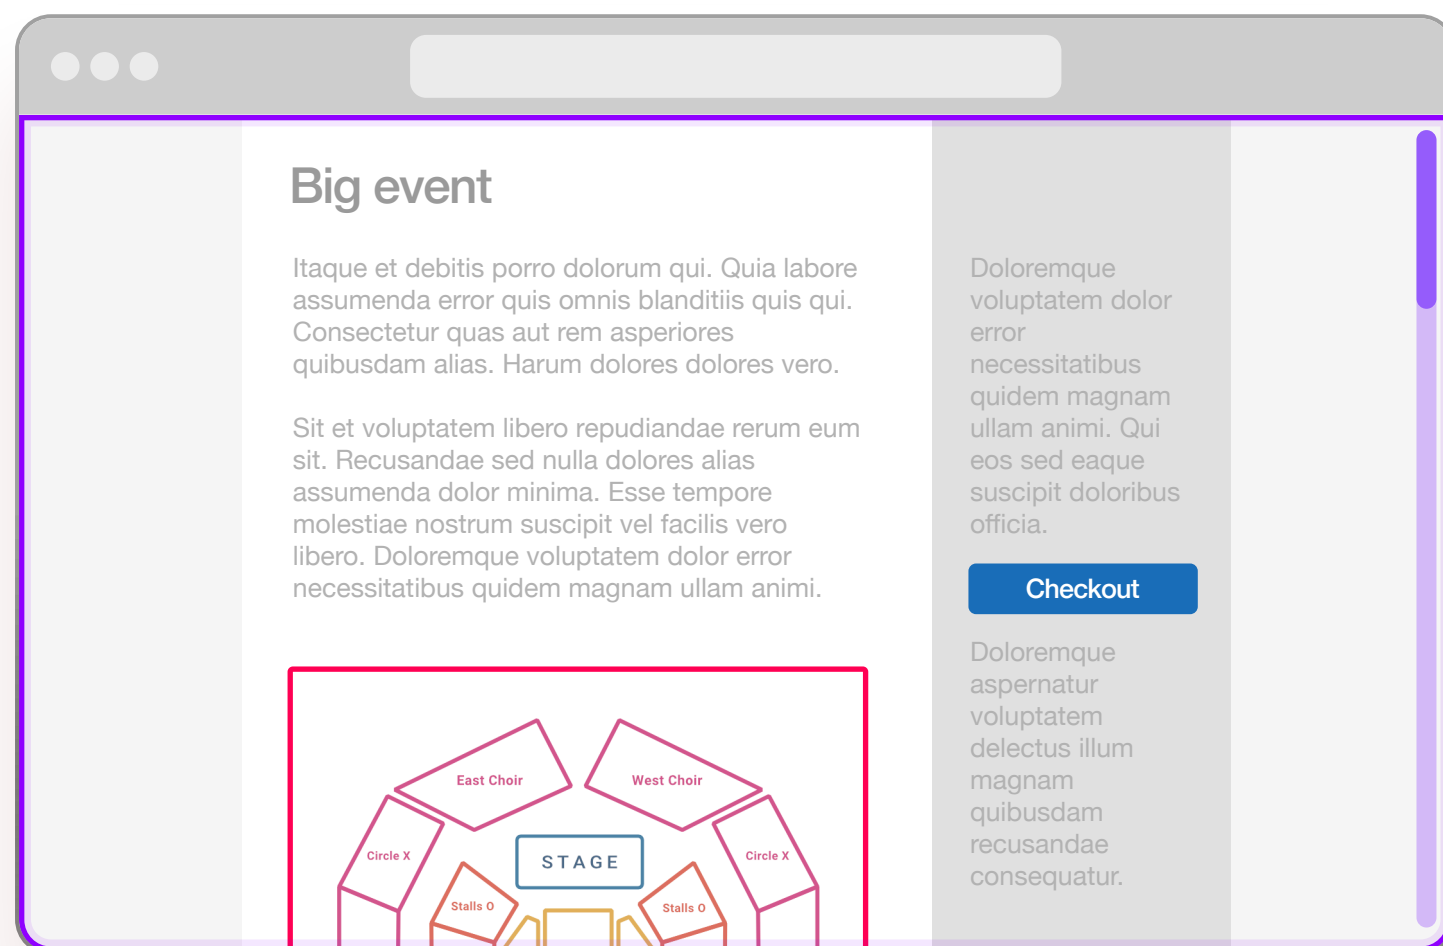 Big event
Itaque et debitis porro dolorum qui. Quia labore
assumenda error quis omnis blanditiis quis qui.
Consectetur quas aut rem asperiores
quibusdam alias. Harum dolores dolores vero.
Sit et voluptatem libero repudiandae rerum eum
sit. Recusandae sed nulla dolores alias
assumenda dolor minima. Esse tempore
molestiae nostrum suscipit vel facilis vero
libero. Doloremque voluptatem dolor error
necessitatibus quidem magnam ullam animi.
East Choir
West Choir
Circle X
STAGE
Circle X
Stalls O
Stalls O
Doloremque
voluptatem dolor
error
necessitatibus
quidem magnam
ullam animi. Qui
eos sed eaque
suscipit doloribus
officia.
Checkout
Doloremque
aspernatur
voluptatem
delectus illum
magnam
quibusdam
recusandae
consequatur.